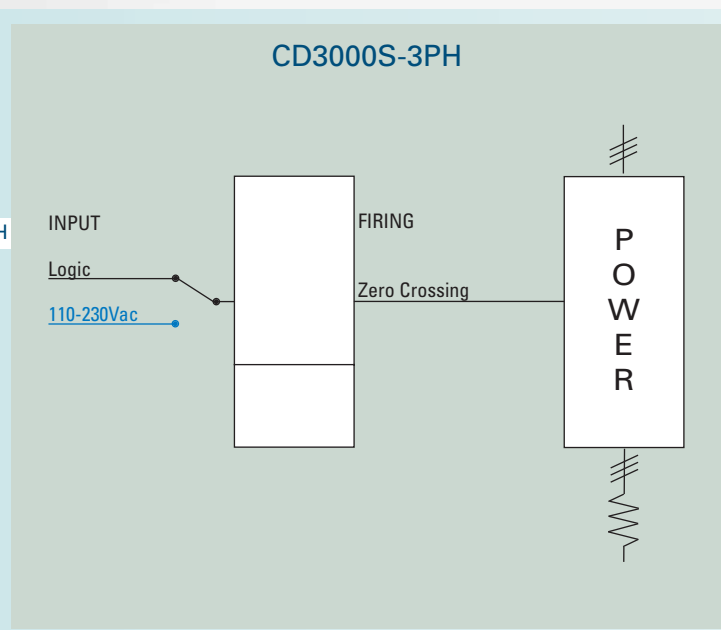 CD3000S-3PH
H
INPUT
FIRING
Logic
Zero Crossing
110-230Vac
P
O
W
E
R